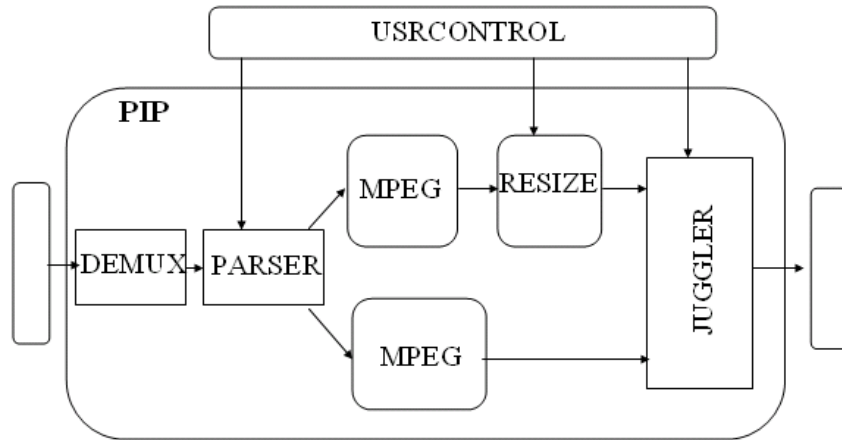 USRCONTROL
PIP
MPEG
RESIZE
DEMUX
PARSER
JUGGLER
MPEG